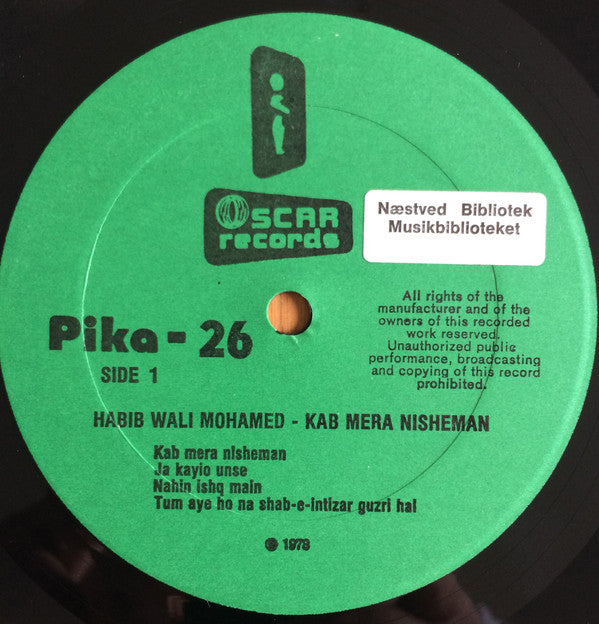 OSCAR
records
Næstved Bibliotek
Musikbiblioteket
Pika - 26
SIDE 1
All rights of the
manufacturer and of the
owners of this recorded
work reserved.
Unauthorized public
performance, broadcasting
and copying of this record
prohibited.
HABIB WALI MOHAMED - KAB MERA NISHEMAN
Kab mera nisheman
Ja kayio unse
Nahin ishq main
Tum aye ho na shab-e-intizar guzri hai
℗ 1978